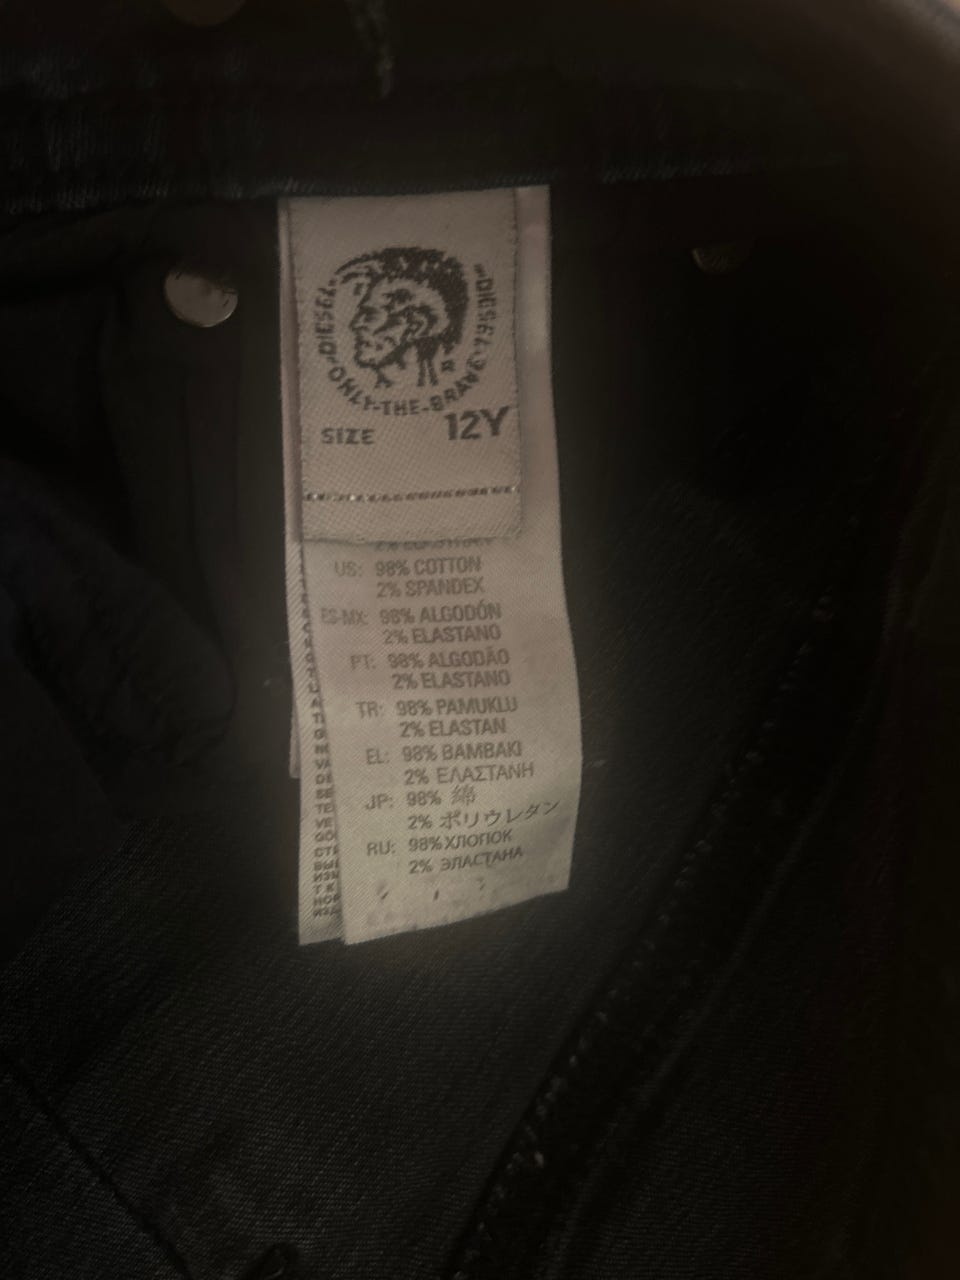 DIESEL
DIESEL
ONLY-THE-BRAVE
SIZE 12Y
US: 98% COTTON
2% SPANDEX
ES-MX: 98% ALGODÓN
2% ELASTANO
PT: 98% ALGODÃO
2% ELASTANO
TR: 98% PAMUKLU
2% ELASTAN
EL: 98% BAMBAKI
2% ΕΛΑΣΤΑΝΗ
JP: 98% 綿
2% ポリウレタン
RU: 98% ХЛОПОК
2% ЭЛАСТАНА